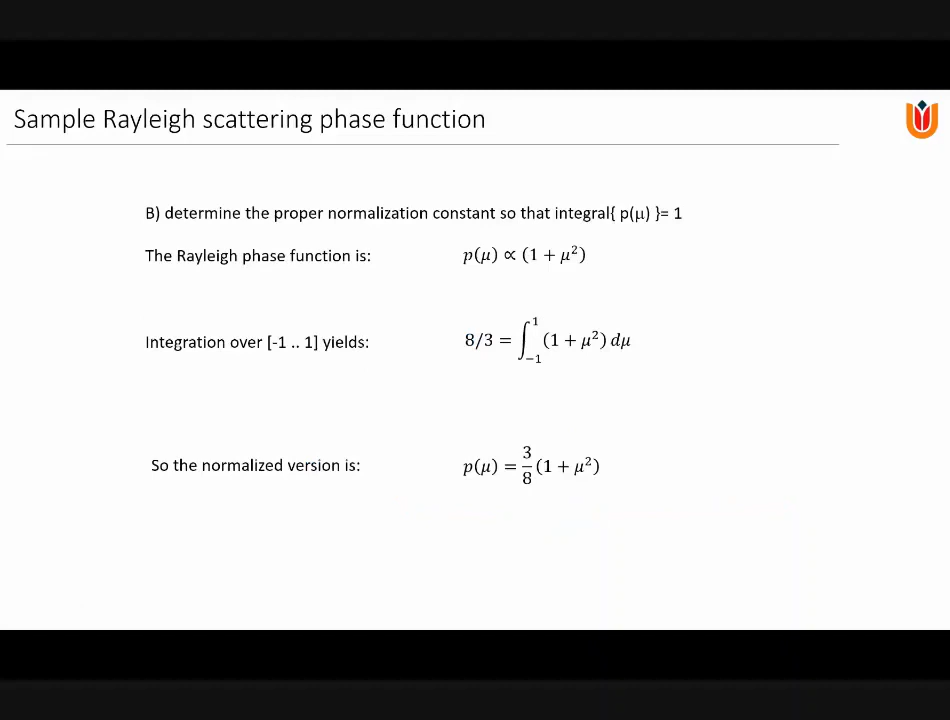 Sample Rayleigh scattering phase function
B) determine the proper normalization constant so that integral{ p(μ) }= 1
The Rayleigh phase function is: p(μ) ∝ (1 + μ²)
Integration over [-1 .. 1] yields: 8/3 = ∫₋₁¹ (1 + μ²) dμ
So the normalized version is: p(μ) = 3/8 (1 + μ²)